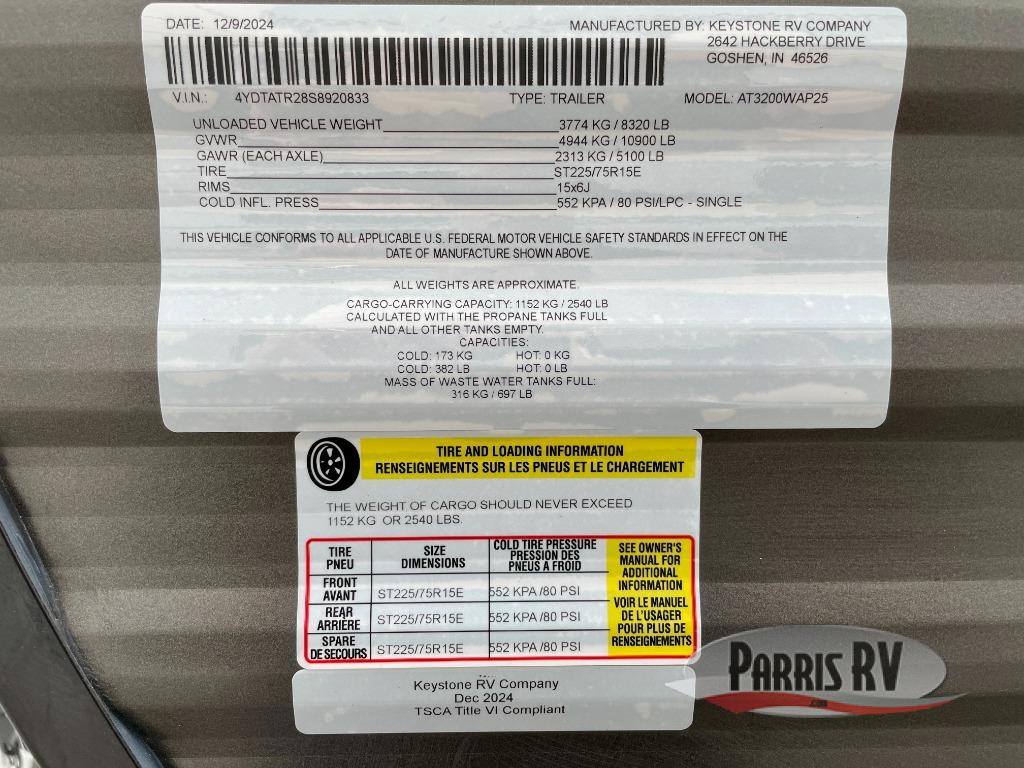 DATE: 12/9/2024
MANUFACTURED BY: KEYSTONE RV COMPANY
2642 HACKBERRY DRIVE
GOSHEN, IN 46526
V.I.N.: 4YDTATR28S8920833 TYPE: TRAILER MODEL: AT3200WAP25
UNLOADED VEHICLE WEIGHT 3774 KG / 8320 LB
GVWR 4944 KG / 10900 LB
GAWR (EACH AXLE) 2313 KG / 5100 LB
TIRE ST225/75R15E
RIMS 15x6J
COLD INFL. PRESS 552 KPA / 80 PSI/LPC - SINGLE
THIS VEHICLE CONFORMS TO ALL APPLICABLE U.S. FEDERAL MOTOR VEHICLE SAFETY STANDARDS IN EFFECT ON THE
DATE OF MANUFACTURE SHOWN ABOVE.
ALL WEIGHTS ARE APPROXIMATE.
CARGO-CARRYING CAPACITY: 1152 KG / 2540 LB
CALCULATED WITH THE PROPANE TANKS FULL
AND ALL OTHER TANKS EMPTY.
CAPACITIES:
COLD: 173 KG HOT: 0 KG
COLD: 382 LB HOT: 0 LB
MASS OF WASTE WATER TANKS FULL:
316 KG / 697 LB
TIRE AND LOADING INFORMATION
RENSEIGNEMENTS SUR LES PNEUS ET LE CHARGEMENT
THE WEIGHT OF CARGO SHOULD NEVER EXCEED
1152 KG OR 2540 LBS.
TIRE
PNEU
SIZE
DIMENSIONS
COLD TIRE PRESSURE
PRESSION DES
PNEUS A FROID
FRONT
AVANT
ST225/75R15E 552 KPA /80 PSI
REAR
ARRIÈRE
ST225/75R15E 552 KPA /80 PSI
SPARE
DE SECOURS
ST225/75R15E 552 KPA /80 PSI
SEE OWNER'S
MANUAL FOR
ADDITIONAL
INFORMATION
VOIR LE MANUEL
DE L'USAGER
POUR PLUS DE
RENSEIGNEMENTS
Keystone RV Company
Dec 2024
TSCA Title VI Compliant
PARRIS RV
.com